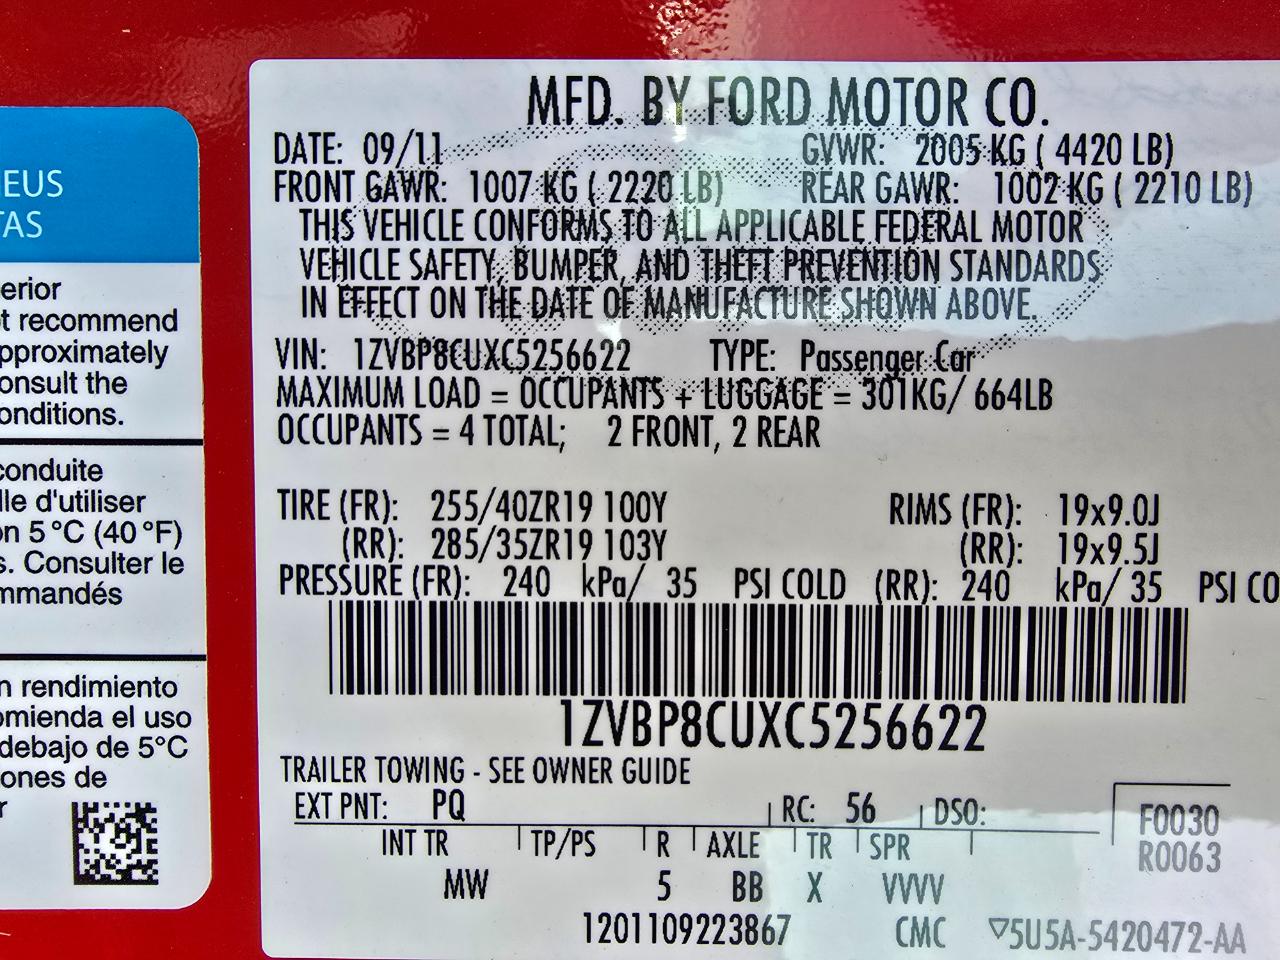 EUS
TAS
erior
t recommend
pproximately
onsult the
onditions.
conduite
lle d'utiliser
on 5 °C (40 °F)
s. Consulter le
mmandés
n rendimiento
omienda el uso
debajo de 5°C
ones de
r
MFD. BY FORD MOTOR CO.
DATE: 09/11 GVWR: 2005 KG ( 4420 LB)
FRONT GAWR: 1007 KG ( 2220 LB) REAR GAWR: 1002 KG ( 2210 LB)
THIS VEHICLE CONFORMS TO ALL APPLICABLE FEDERAL MOTOR
VEHICLE SAFETY, BUMPER, AND THEFT PREVENTION STANDARDS
IN EFFECT ON THE DATE OF MANUFACTURE SHOWN ABOVE.
VIN: 1ZVBP8CUXC5256622 TYPE: Passenger Car
MAXIMUM LOAD = OCCUPANTS + LUGGAGE = 301KG/ 664LB
OCCUPANTS = 4 TOTAL; 2 FRONT, 2 REAR
TIRE (FR): 255/40ZR19 100Y RIMS (FR): 19x9.0J
(RR): 285/35ZR19 103Y (RR): 19x9.5J
PRESSURE (FR): 240 kPa/ 35 PSI COLD (RR): 240 kPa/ 35 PSI CO
1ZVBP8CUXC5256622
TRAILER TOWING - SEE OWNER GUIDE
EXT PNT: PQ RC: 56 DSO: F0030
INT TR TP/PS R AXLE TR SPR R0063
MW 5 BB X VVVV
1201109223867 CMC ▽5U5A-5420472-AA